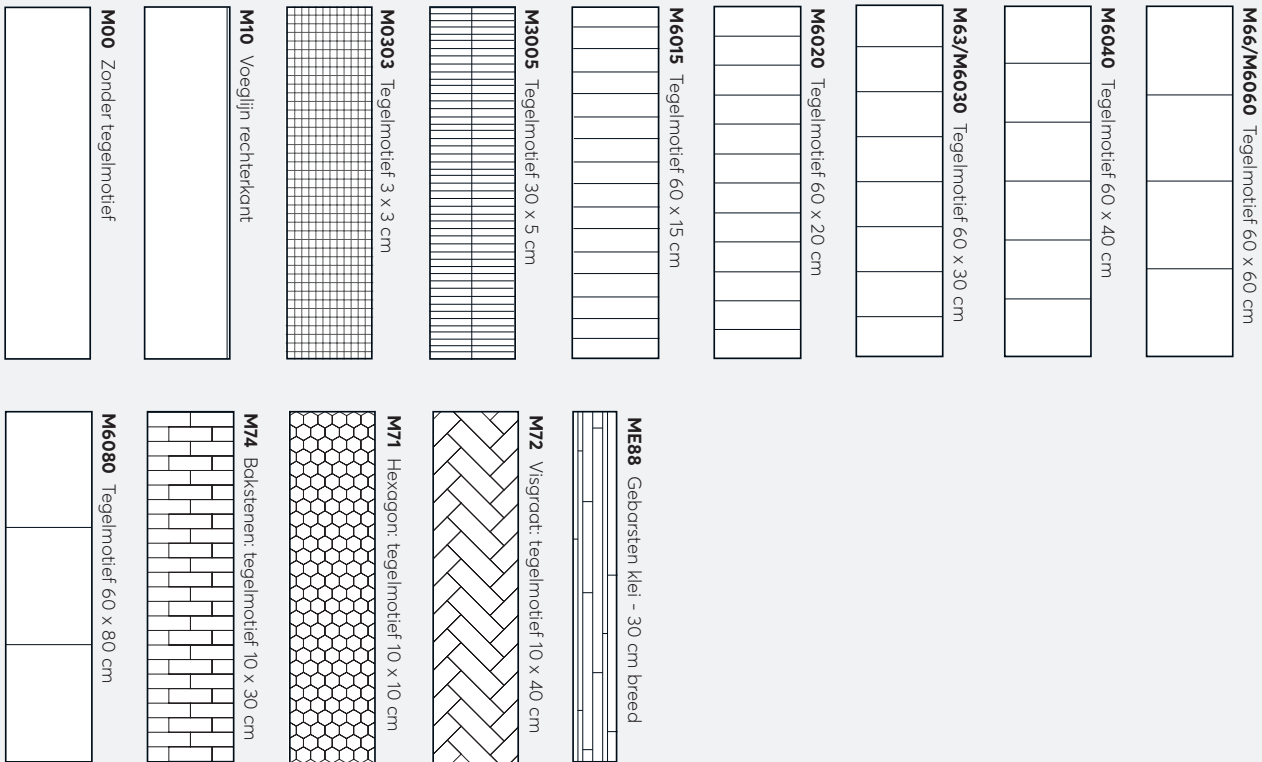 M00 Zonder tegelmotief
M10 Voeglijn rechterkant
M0303 Tegelmotief 3 x 3 cm
M3005 Tegelmotief 30 x 5 cm
M6015 Tegelmotief 60 x 15 cm
M6020 Tegelmotief 60 x 20 cm
M63/M6030 Tegelmotief 60 x 30 cm
M6040 Tegelmotief 60 x 40 cm
M66/M6060 Tegelmotief 60 x 60 cm
M6080 Tegelmotief 60 x 80 cm
M74 Bakstenen: tegelmotief 10 x 30 cm
M71 Hexagon: tegelmotief 10 x 10 cm
M72 Visgraat: tegelmotief 10 x 40 cm
ME88 Gebarsten klei - 30 cm breed